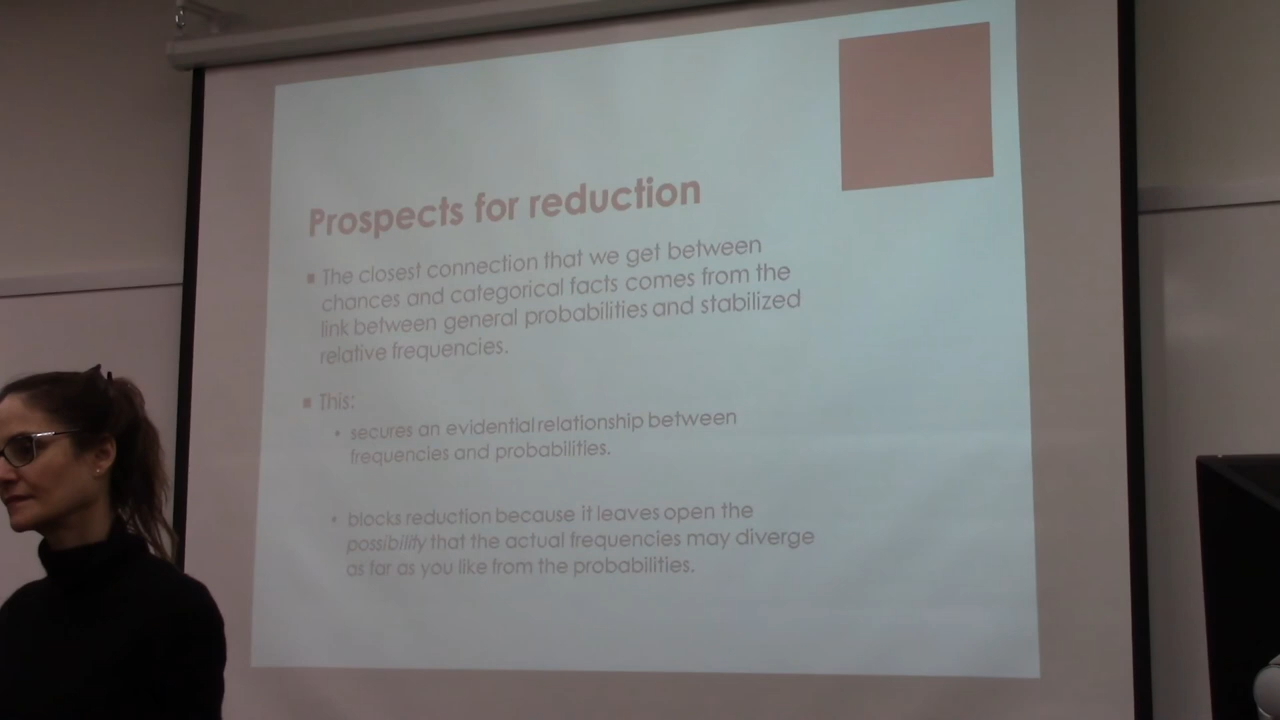 Prospects for reduction
▪ The closest connection that we get between
chances and categorical facts comes from the
link between general probabilities and stabilized
relative frequencies.
▪ This:
• secures an evidential relationship between
frequencies and probabilities.
• blocks reduction because it leaves open the
possibility that the actual frequencies may diverge
as far as you like from the probabilities.